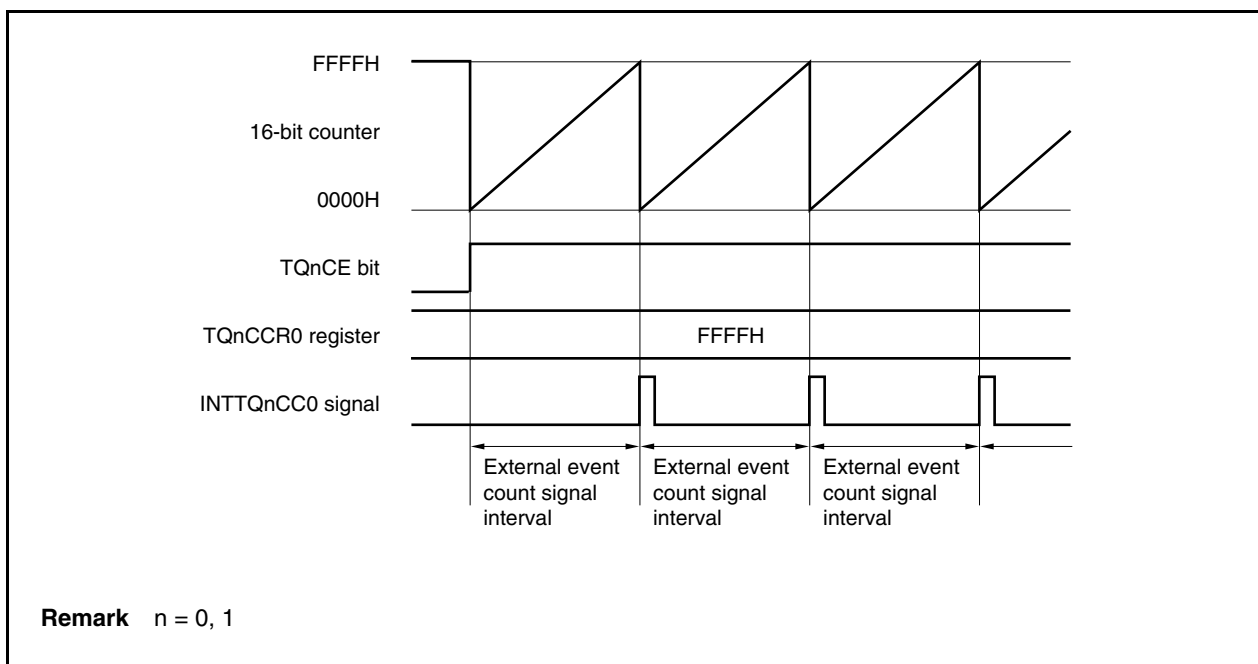 FFFFH
16-bit counter
0000H
TQnCE bit
TQnCCR0 register
FFFFH
INTTQnCC0 signal
External event
count signal
interval
External event
count signal
interval
External event
count signal
interval
Remark n = 0, 1